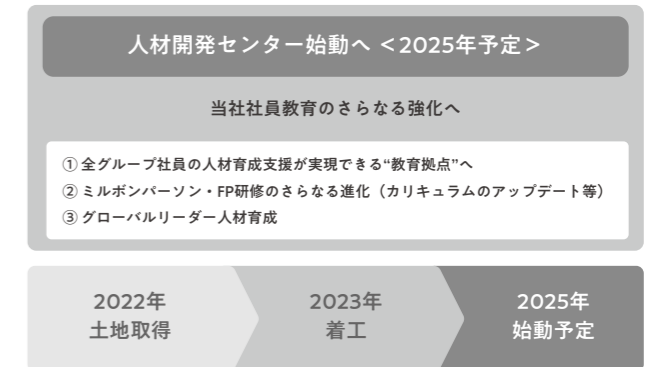 人材開発センター始動へ ＜2025年予定＞
当社社員教育のさらなる強化へ
① 全グループ社員の人材育成支援が実現できる“教育拠点”へ
② ミルボンパーソン・FP研修のさらなる進化（カリキュラムのアップデート等）
③ グローバルリーダー人材育成
2022年
土地取得
2023年
着工
2025年
始動予定